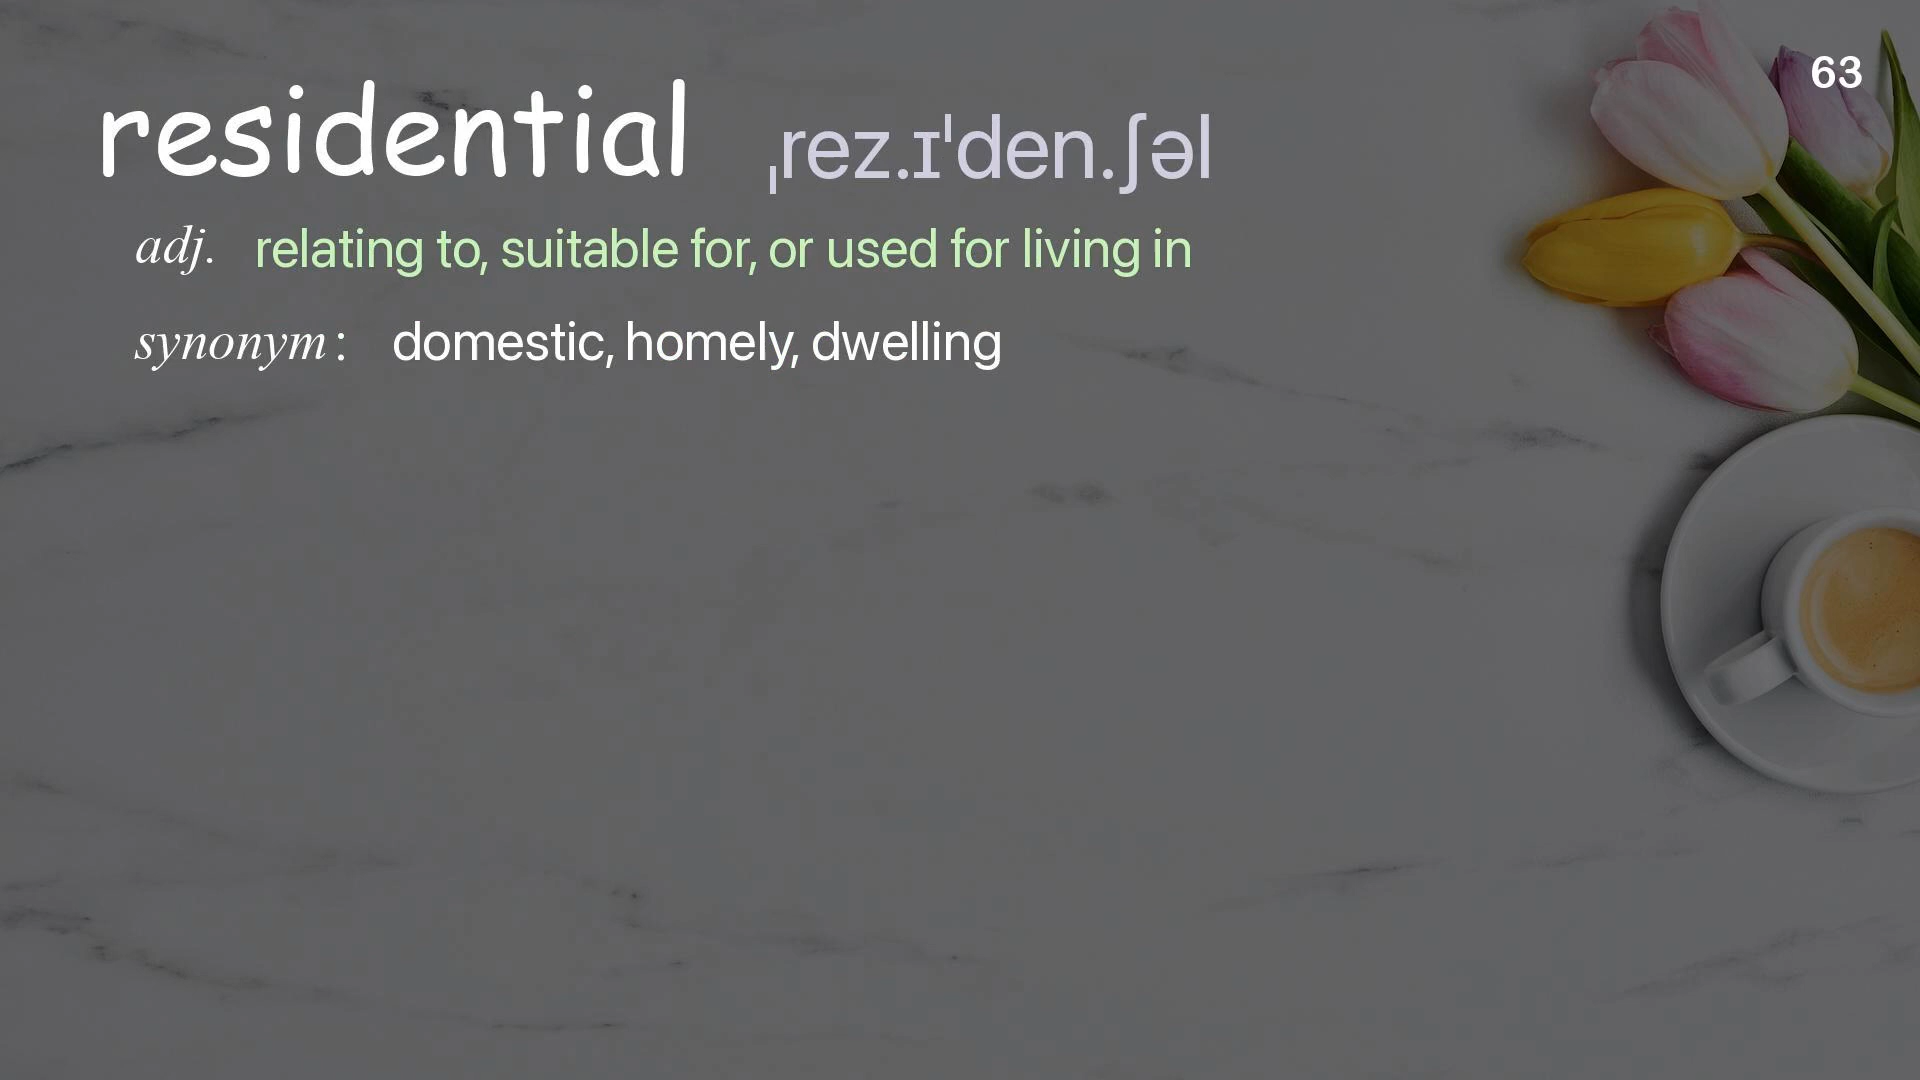 63
residential ˌrez.ɪˈden.ʃəl
adj. relating to, suitable for, or used for living in
synonym : domestic, homely, dwelling